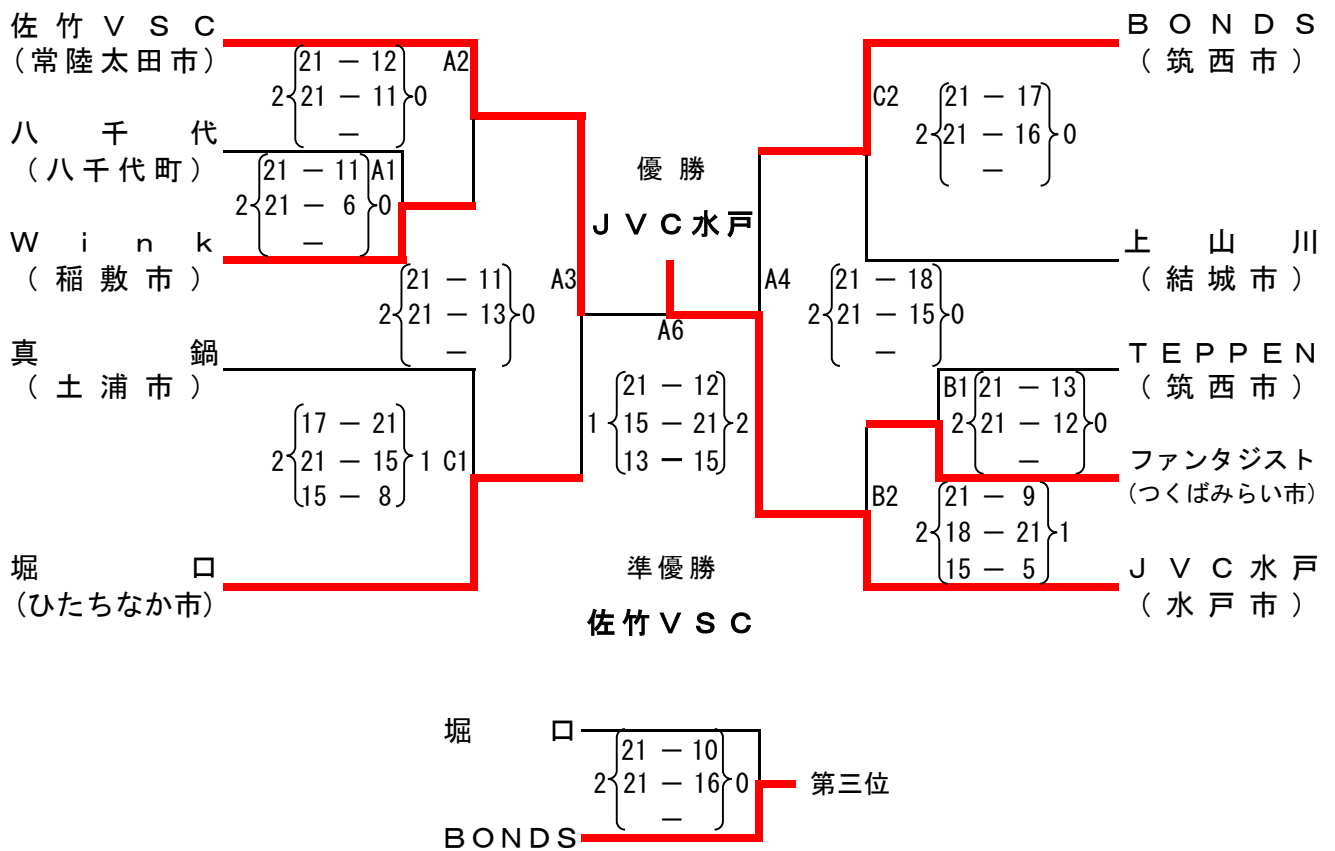 佐竹ＶＳＣ
(常陸太田市)
21 － 12
2 21 － 11 0
－
A2
八千代
(八千代町)
21 － 11
2 21 － 6 0
－
A1
Ｗｉｎｋ
(稲敷市)
21 － 11
2 21 － 13 0
－
A3
真鍋
(土浦市)
17 － 21
2 21 － 15 1
15 － 8
C1
堀口
(ひたちなか市)
優勝
ＪＶＣ水戸
A6
21 － 12
1 15 － 21 2
13 － 15
準優勝
佐竹ＶＳＣ
ＢＯＮＤＳ
(筑西市)
C2
21 － 17
2 21 － 16 0
－
上山川
(結城市)
A4
21 － 18
2 21 － 15 0
－
ＴＥＰＰＥＮ
(筑西市)
B1
21 － 13
2 21 － 12 0
－
ファンタジスト
(つくばみらい市)
B2
21 － 9
2 18 － 21 1
15 － 5
ＪＶＣ水戸
(水戸市)
堀口
21 － 10
2 21 － 16 0
－
第三位
ＢＯＮＤＳ